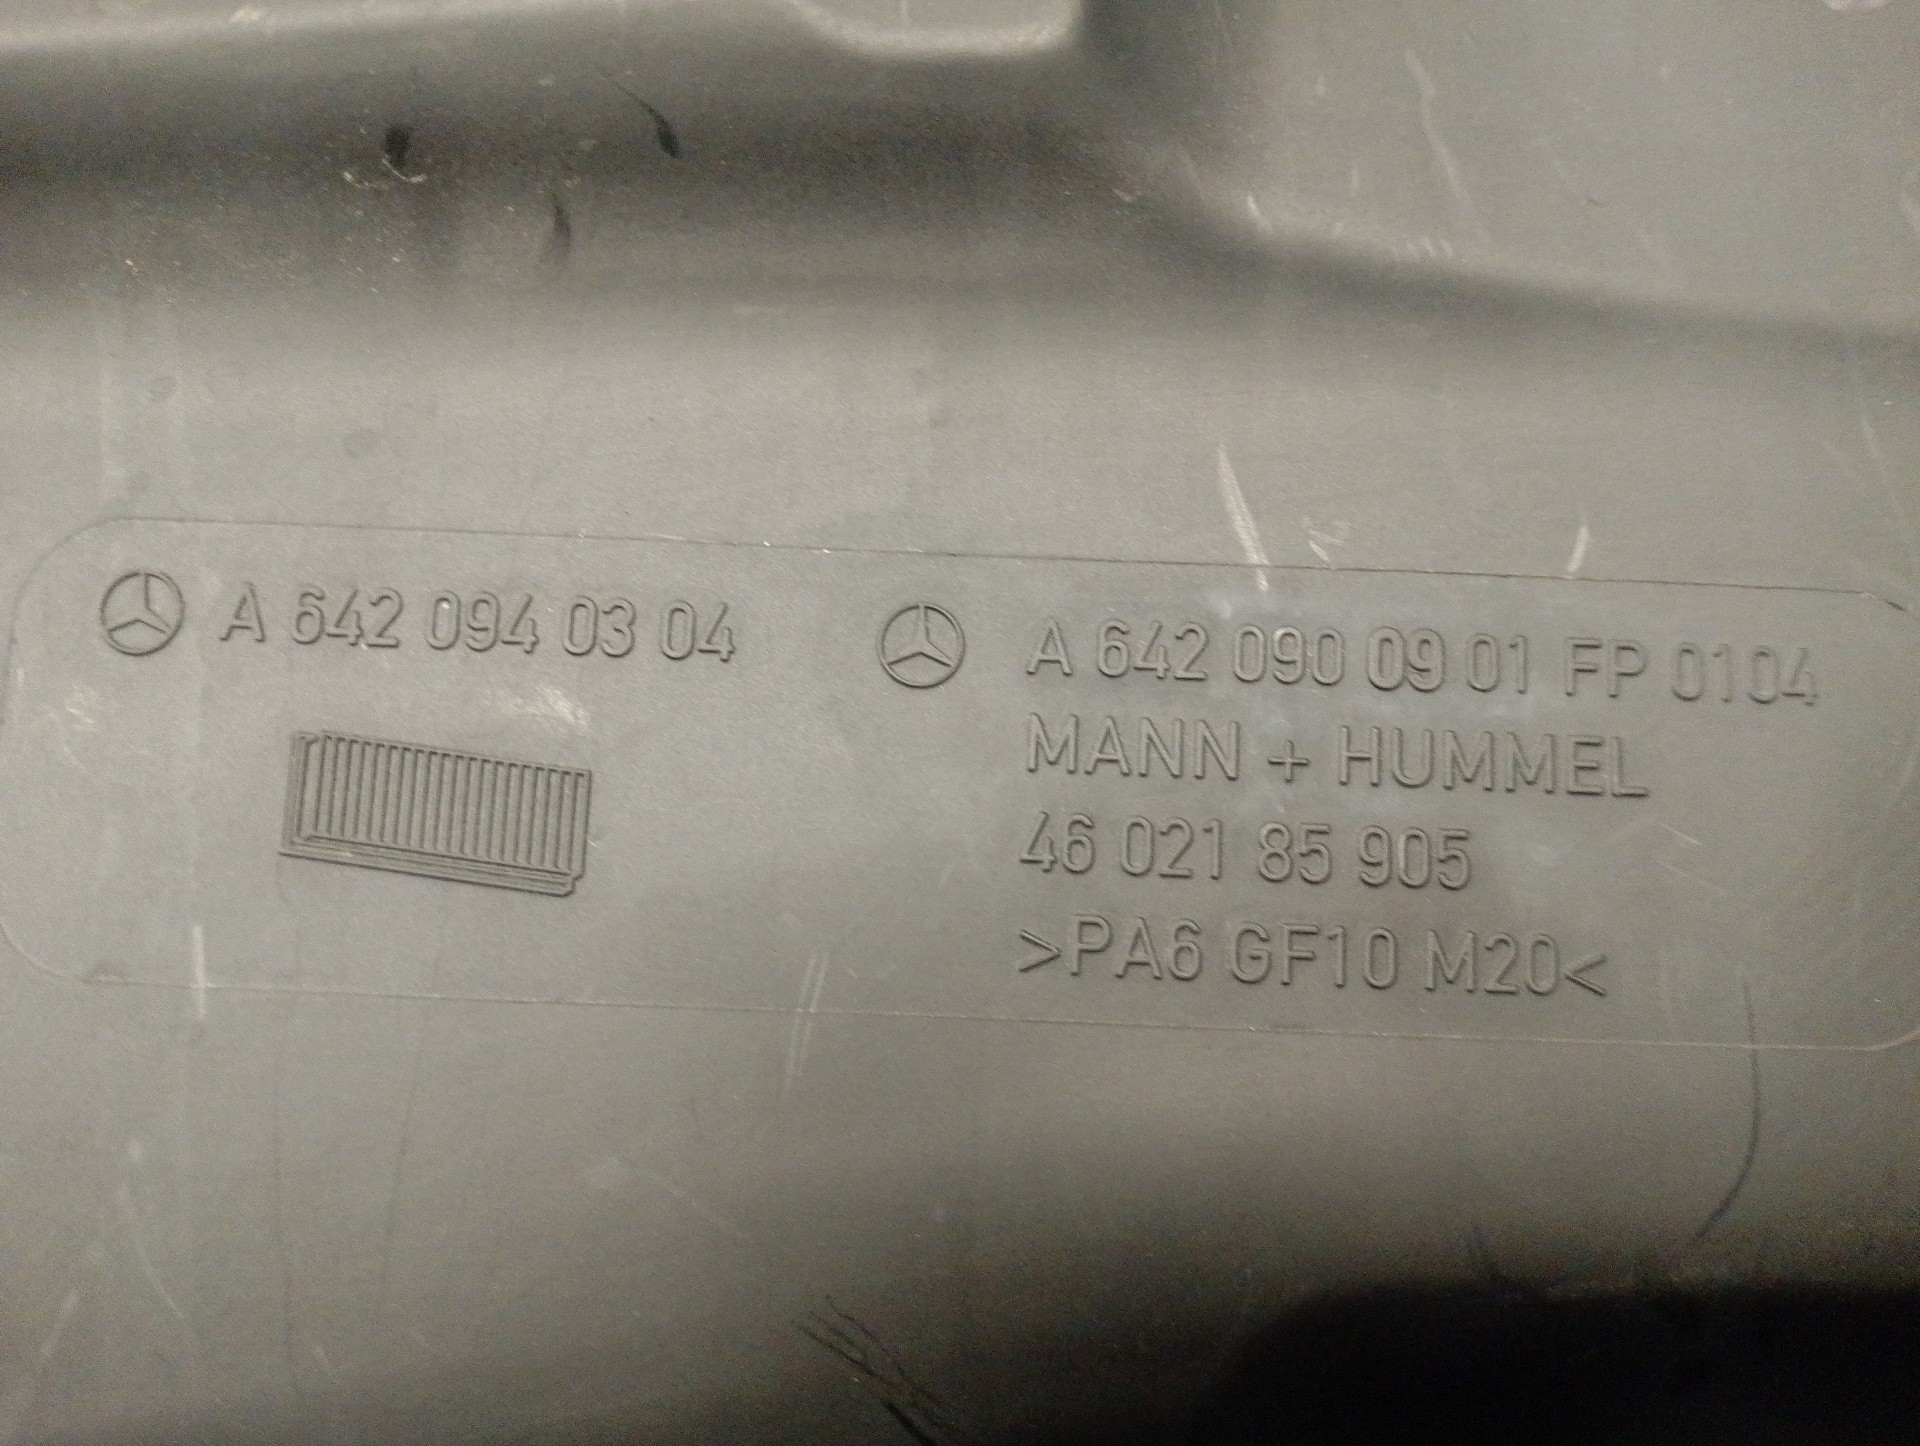 A 642 094 03 04
A 642 090 09 01 FP 0104
MANN + HUMMEL
46 021 85 905
>PA6 GF10 M20<